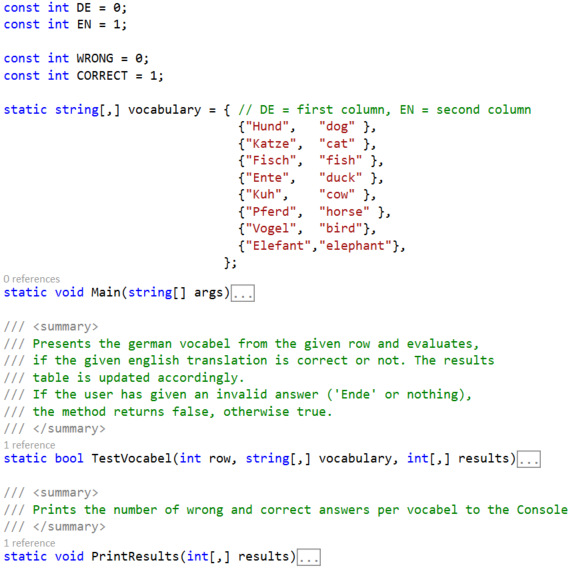 const int DE = 0;
const int EN = 1;
const int WRONG = 0;
const int CORRECT = 1;
static string[,] vocabulary = { // DE = first column, EN = second column
{"Hund", "dog" },
{"Katze", "cat" },
{"Fisch", "fish" },
{"Ente", "duck" },
{"Kuh", "cow" },
{"Pferd", "horse" },
{"Vogel", "bird"},
{"Elefant","elephant"},
};
0 references
static void Main(string[] args)...
/// <summary>
/// Presents the german vocabel from the given row and evaluates,
/// if the given english translation is correct or not. The results
/// table is updated accordingly.
/// If the user has given an invalid answer ('Ende' or nothing),
/// the method returns false, otherwise true.
/// </summary>
1 reference
static bool TestVocabel(int row, string[,] vocabulary, int[,] results)...
/// <summary>
/// Prints the number of wrong and correct answers per vocabel to the Console
/// </summary>
1 reference
static void PrintResults(int[,] results)...